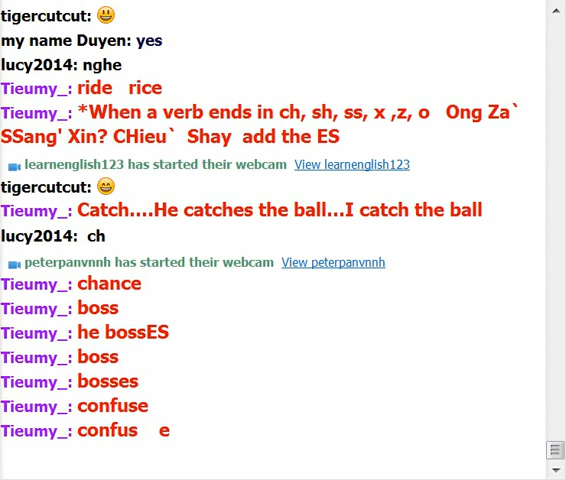 tigercutcut: 😃
my name Duyen: yes
lucy2014: nghe
Tieumy_: ride rice
Tieumy_: *When a verb ends in ch, sh, ss, x ,z, o Ong Za`
SSang' Xin? CHieu` Shay add the ES
learnenglish123 has started their webcam View learnenglish123
tigercutcut: 😄
Tieumy_: Catch....He catches the ball...I catch the ball
lucy2014: ch
peterpanvnnh has started their webcam View peterpanvnnh
Tieumy_: chance
Tieumy_: boss
Tieumy_: he bossES
Tieumy_: boss
Tieumy_: bosses
Tieumy_: confuse
Tieumy_: confus e